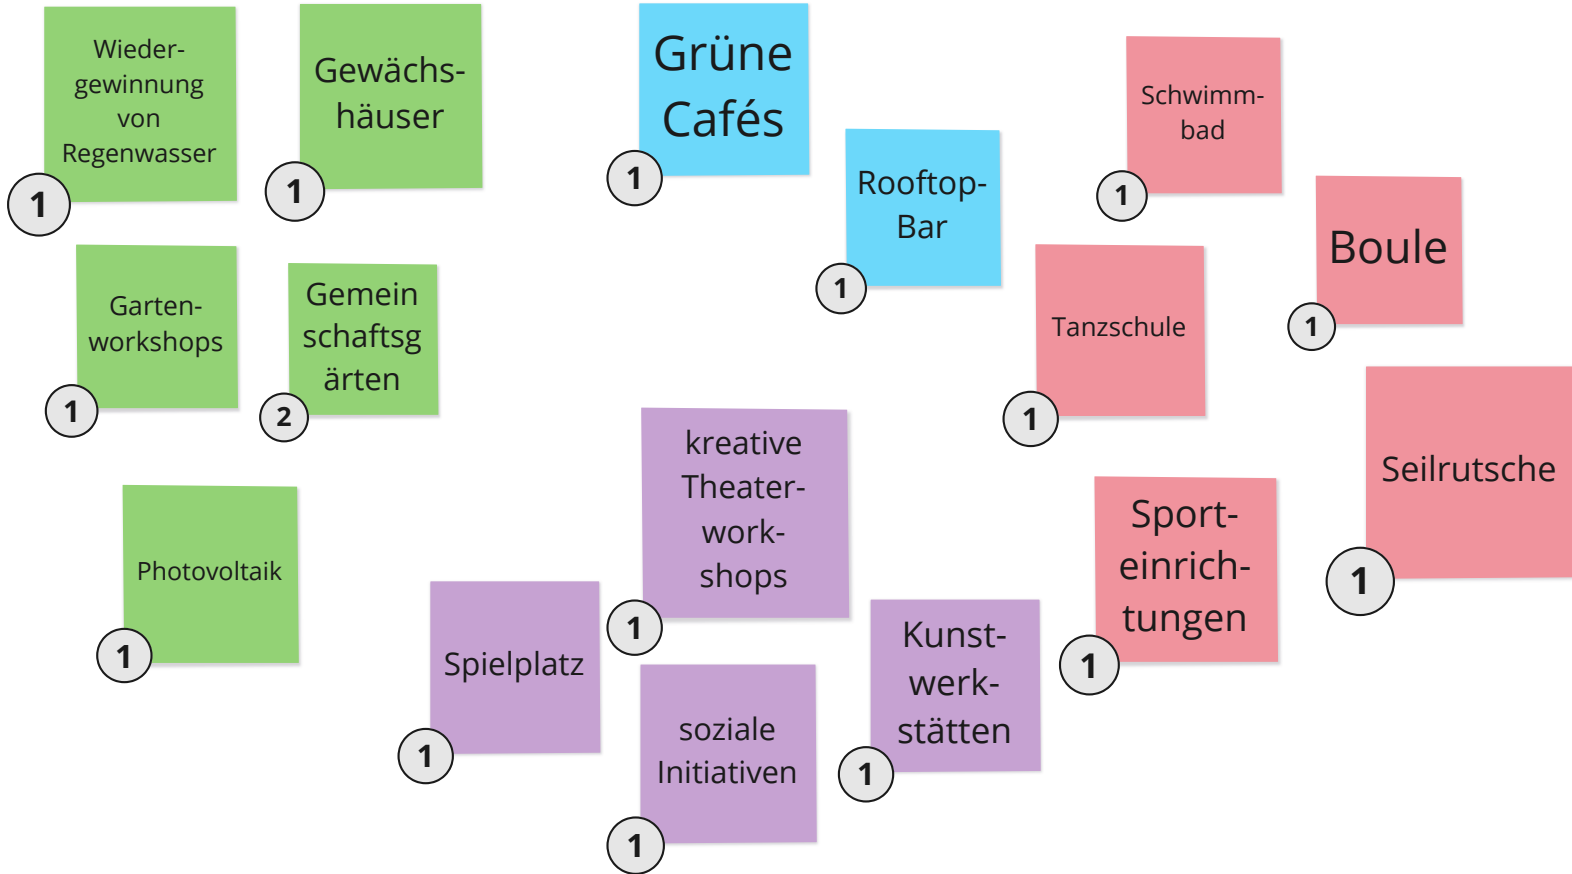 Wieder-
gewinnung
von
Regenwasser
1
Gewächs-
häuser
1
Garten-
workshops
1
Gemein
schaftsg
ärten
2
Photovoltaik
1
Grüne
Cafés
1
Rooftop-
Bar
1
kreative
Theater-
work-
shops
1
Spielplatz
1
soziale
Initiativen
1
Kunst-
werk-
stätten
1
Schwimm-
bad
1
Boule
1
Tanzschule
1
Seilrutsche
1
Sport-
einrich-
tungen
1